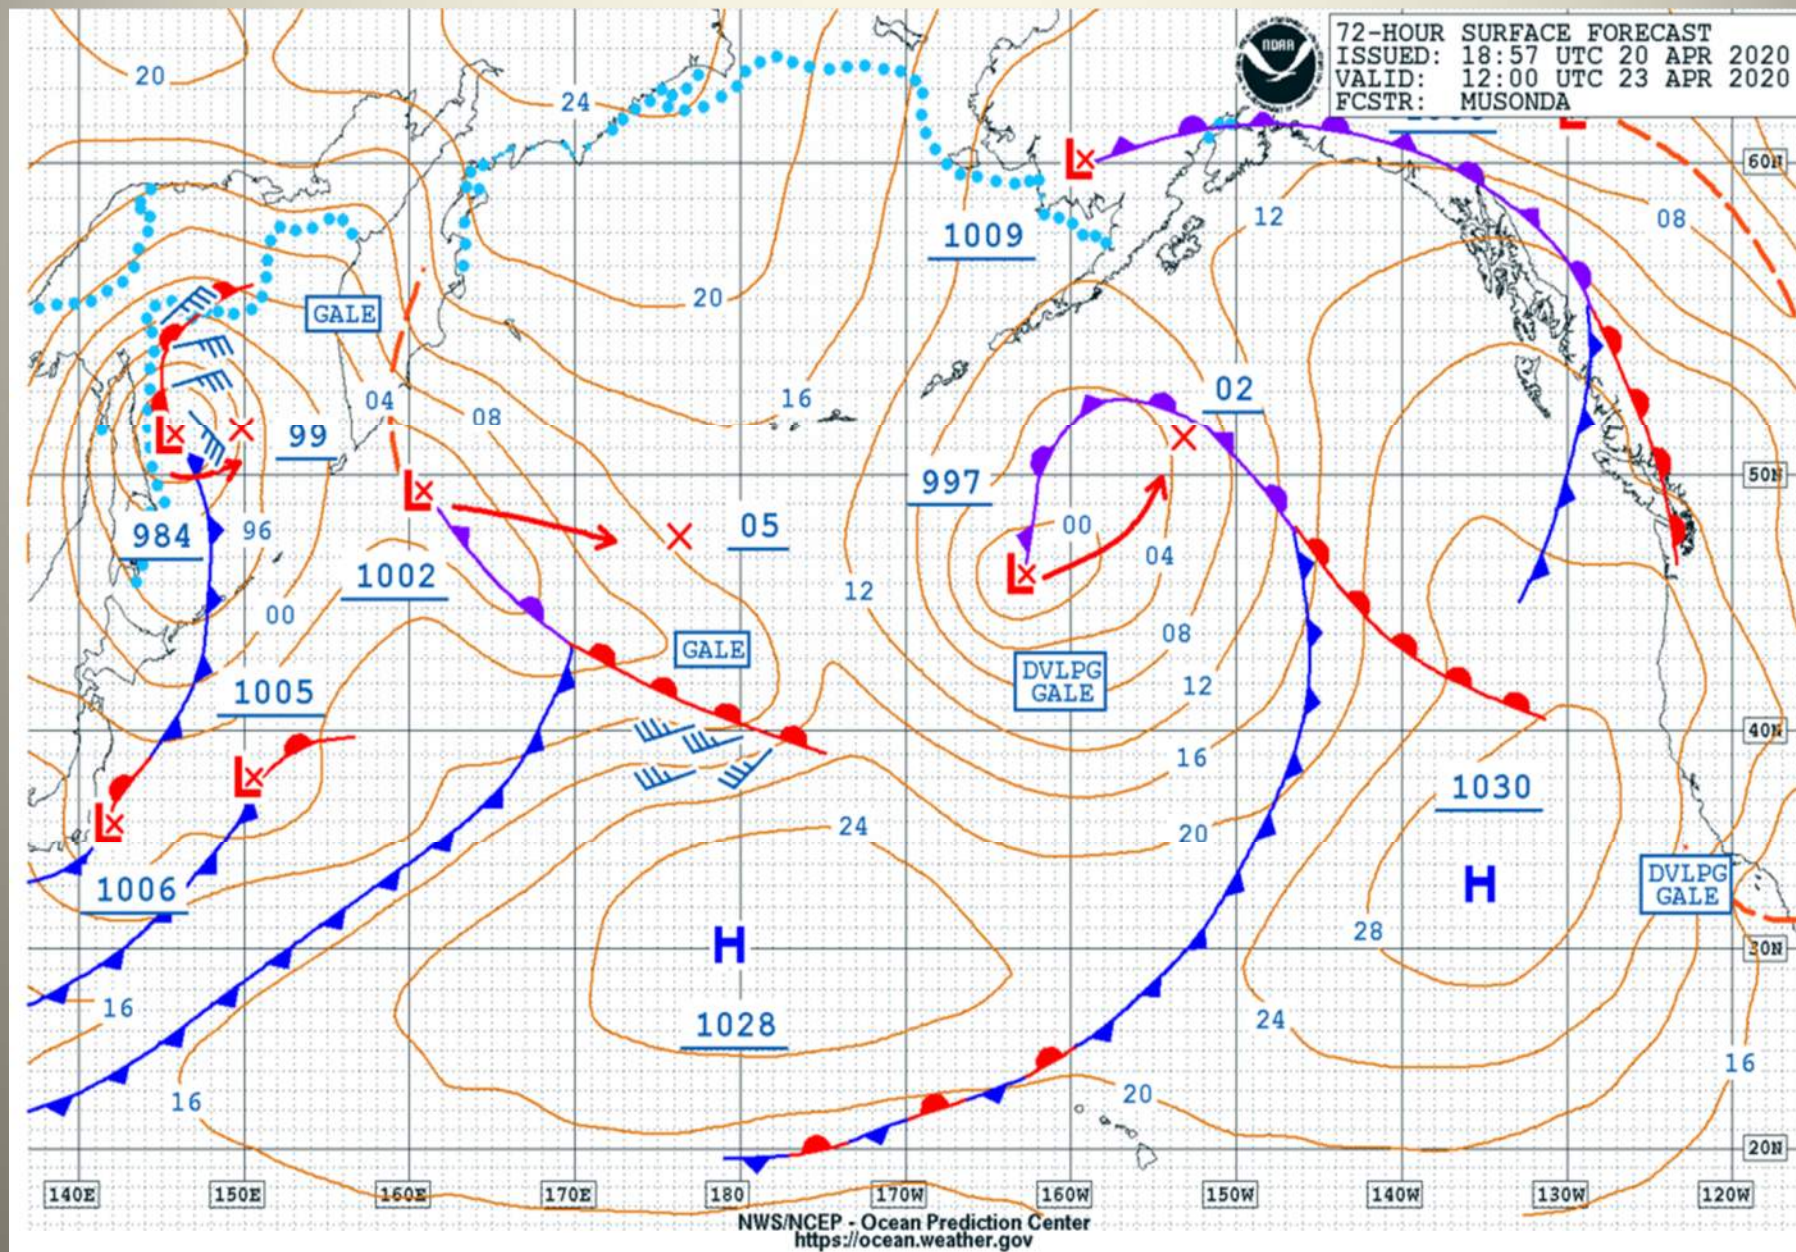 NOAA
72-HOUR SURFACE FORECAST
ISSUED: 18:57 UTC 20 APR 2020
VALID: 12:00 UTC 23 APR 2020
FCSTR: MUSONDA
20
24
L
L
60N
12
08
1009
20
GALE
04
08
16
02
L
99
50N
L
997
984
96
05
00
04
1002
12
L
00
08
GALE
DVLPG
GALE
12
1005
40N
16
L
1030
L
24
20
H
DVLPG
GALE
1006
28
H
30N
16
1028
24
16
16
20
20N
140E 150E 160E 170E 180 170W 160W 150W 140W 130W 120W
NWS/NCEP - Ocean Prediction Center
https://ocean.weather.gov